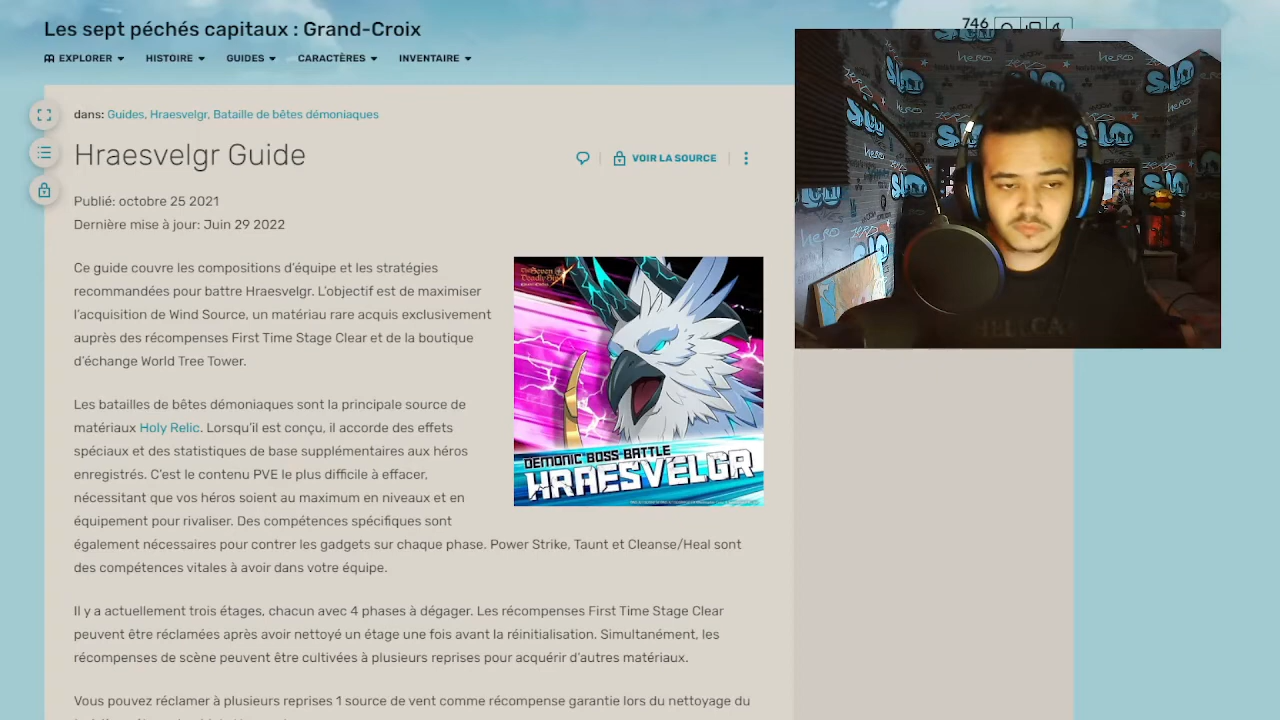 Les sept péchés capitaux : Grand-Croix
746
EXPLORER
HISTOIRE
GUIDES
CARACTÈRES
INVENTAIRE
dans: Guides, Hraesvelgr, Bataille de bêtes démoniaques
Hraesvelgr Guide
VOIR LA SOURCE
Publié: octobre 25 2021
Dernière mise à jour: Juin 29 2022
Ce guide couvre les compositions d'équipe et les stratégies
recommandées pour battre Hraesvelgr. L'objectif est de maximiser
l'acquisition de Wind Source, un matériau rare acquis exclusivement
auprès des récompenses First Time Stage Clear et de la boutique
d'échange World Tree Tower.
Les batailles de bêtes démoniaques sont la principale source de
matériaux Holy Relic. Lorsqu'il est conçu, il accorde des effets
spéciaux et des statistiques de base supplémentaires aux héros
enregistrés. C'est le contenu PVE le plus difficile à effacer,
nécessitant que vos héros soient au maximum en niveaux et en
équipement pour rivaliser. Des compétences spécifiques sont
également nécessaires pour contrer les gadgets sur chaque phase. Power Strike, Taunt et Cleanse/Heal sont
des compétences vitales à avoir dans votre équipe.
The Seven Deadly Sins
DEMONIC BOSS BATTLE
HRAESVELGR
Il y a actuellement trois étages, chacun avec 4 phases à dégager. Les récompenses First Time Stage Clear
peuvent être réclamées après avoir nettoyé un étage une fois avant la réinitialisation. Simultanément, les
récompenses de scène peuvent être cultivées à plusieurs reprises pour acquérir d'autres matériaux.
Vous pouvez réclamer à plusieurs reprises 1 source de vent comme récompense garantie lors du nettoyage du
hero
SLO